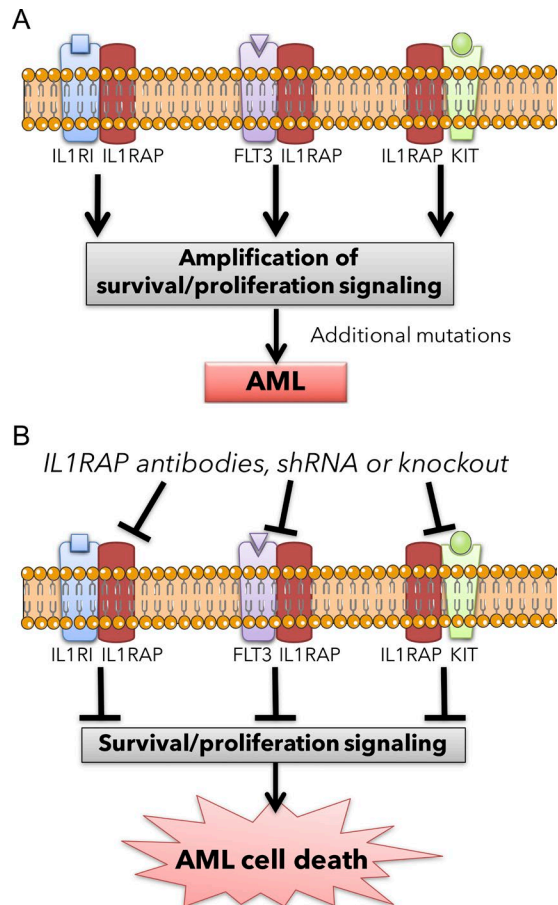 A
IL1RI IL1RAP FLT3 IL1RAP IL1RAP KIT
Amplification of
survival/proliferation signaling
Additional mutations
AML
B
IL1RAP antibodies, shRNA or knockout
IL1RI IL1RAP FLT3 IL1RAP IL1RAP KIT
Survival/proliferation signaling
AML cell death